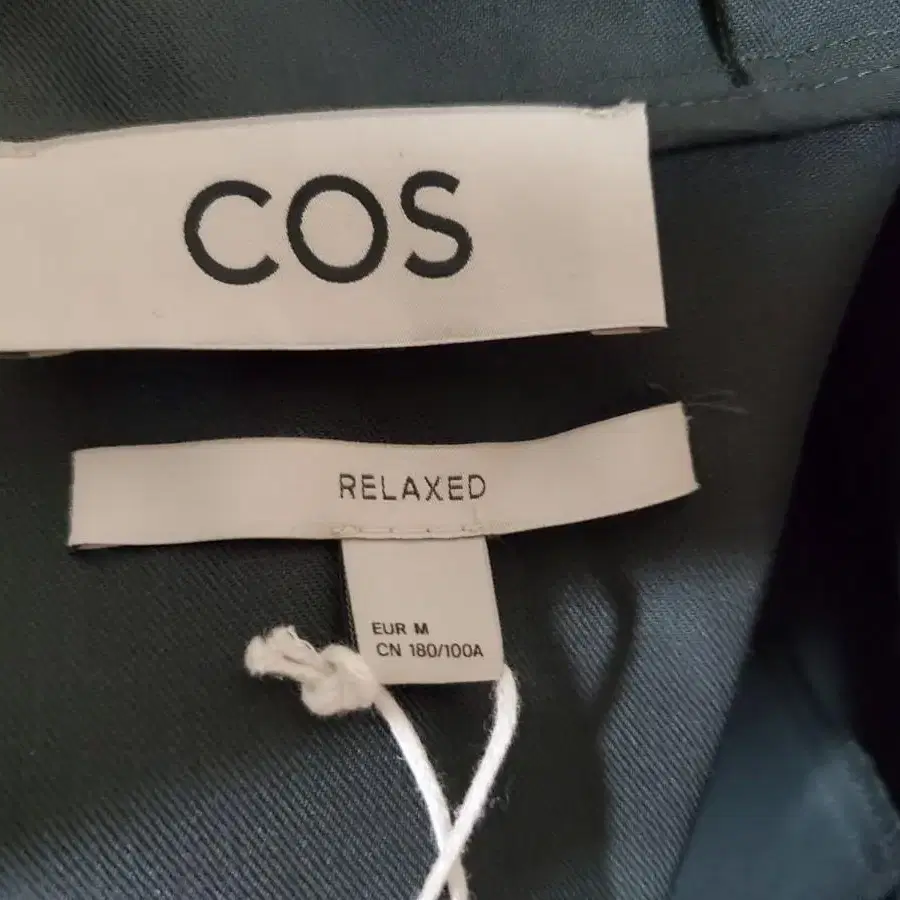 COS
RELAXED
EUR M
CN 180/100A